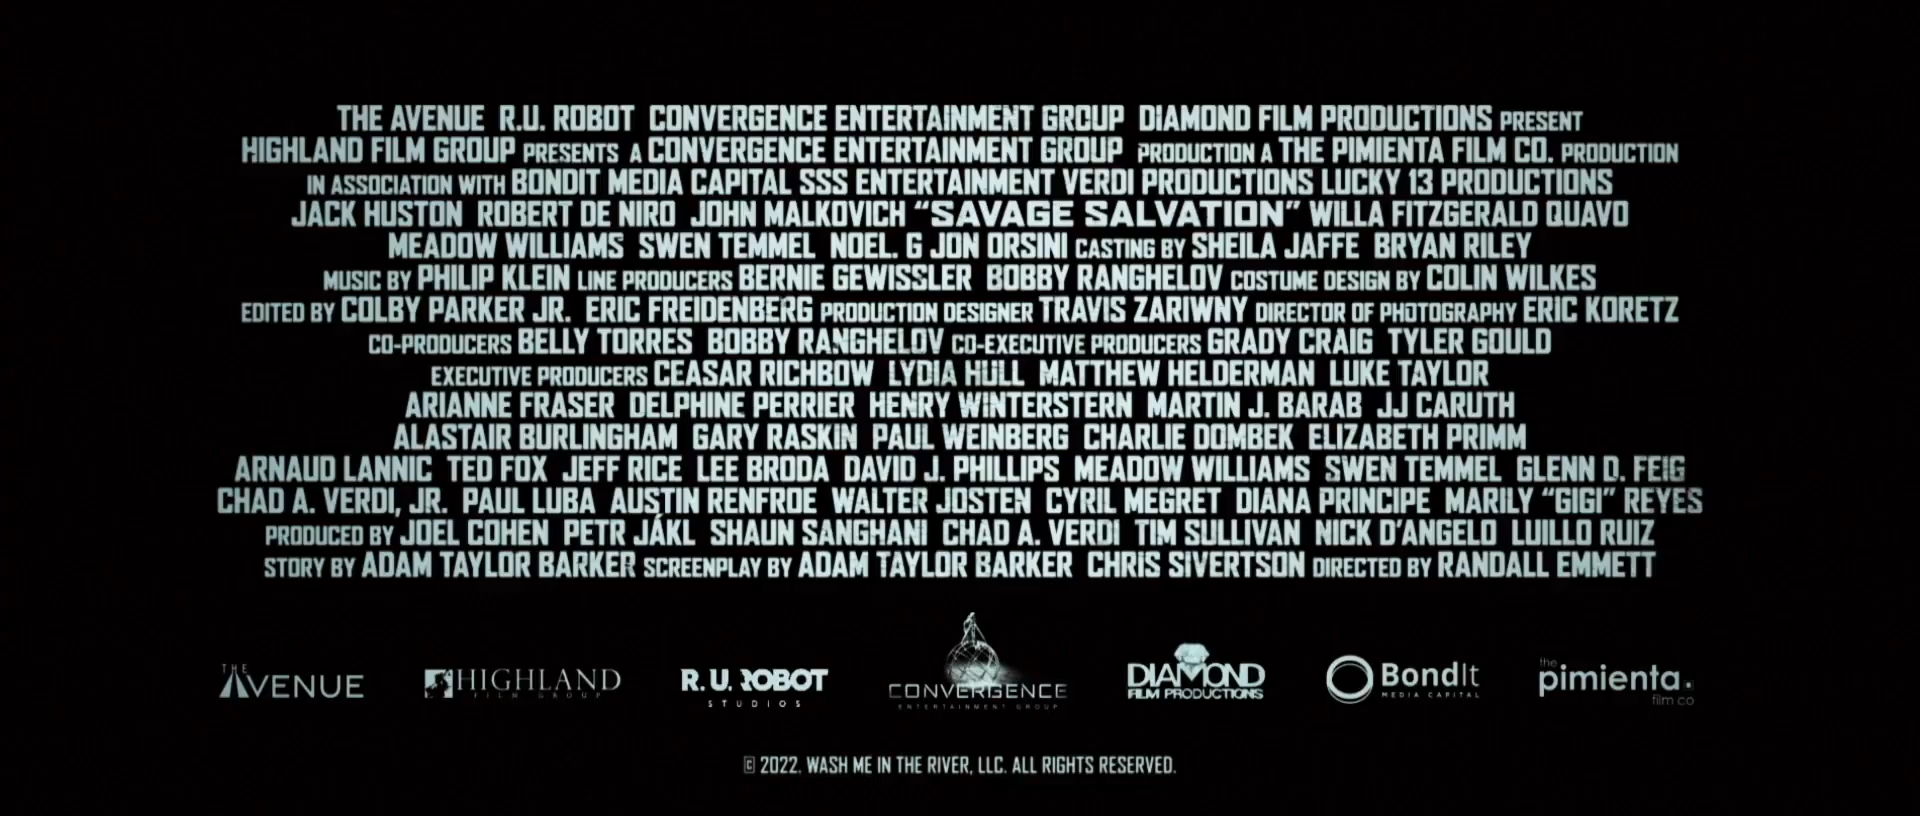 THE AVENUE R.U. ROBOT CONVERGENCE ENTERTAINMENT GROUP DIAMOND FILM PRODUCTIONS PRESENT
HIGHLAND FILM GROUP PRESENTS A CONVERGENCE ENTERTAINMENT GROUP PRODUCTION A THE PIMIENTA FILM CO. PRODUCTION
IN ASSOCIATION WITH BONDIT MEDIA CAPITAL SSS ENTERTAINMENT VERDI PRODUCTIONS LUCKY 13 PRODUCTIONS
JACK HUSTON ROBERT DE NIRO JOHN MALKOVICH “SAVAGE SALVATION” WILLA FITZGERALD QUAVO
MEADOW WILLIAMS SWEN TEMMEL NOEL. G JON ORSINI CASTING BY SHEILA JAFFE BRYAN RILEY
MUSIC BY PHILIP KLEIN LINE PRODUCERS BERNIE GEWISSLER BOBBY RANGHELOV COSTUME DESIGN BY COLIN WILKES
EDITED BY COLBY PARKER JR. ERIC FREIDENBERG PRODUCTION DESIGNER TRAVIS ZARIWNY DIRECTOR OF PHOTOGRAPHY ERIC KORETZ
CO-PRODUCERS BELLY TORRES BOBBY RANGHELOV CO-EXECUTIVE PRODUCERS GRADY CRAIG TYLER GOULD
EXECUTIVE PRODUCERS CEASAR RICHBOW LYDIA HULL MATTHEW HELDERMAN LUKE TAYLOR
ARIANNE FRASER DELPHINE PERRIER HENRY WINTERSTERN MARTIN J. BARAB JJ CARUTH
ALASTAIR BURLINGHAM GARY RASKIN PAUL WEINBERG CHARLIE DOMBEK ELIZABETH PRIMM
ARNAUD LANNIC TED FOX JEFF RICE LEE BRODA DAVID J. PHILLIPS MEADOW WILLIAMS SWEN TEMMEL GLENN D. FEIG
CHAD A. VERDI, JR. PAUL LUBA AUSTIN RENFROE WALTER JOSTEN CYRIL MEGRET DIANA PRINCIPE MARILY “GIGI” REYES
PRODUCED BY JOEL COHEN PETR JÁKL SHAUN SANGHANI CHAD A. VERDI TIM SULLIVAN NICK D’ANGELO LUILLO RUIZ
STORY BY ADAM TAYLOR BARKER SCREENPLAY BY ADAM TAYLOR BARKER CHRIS SIVERTSON DIRECTED BY RANDALL EMMETT
THE AVENUE
HIGHLAND
FILM GROUP
R.U. ROBOT
STUDIOS
CONVERGENCE
ENTERTAINMENT GROUP
DIAMOND
FILM PRODUCTIONS
BondIt
MEDIA CAPITAL
the
pimienta.
film co
© 2022. WASH ME IN THE RIVER, LLC. ALL RIGHTS RESERVED.